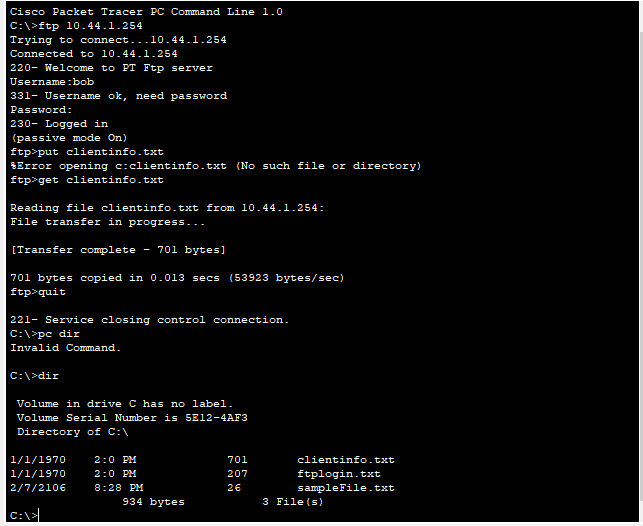 Cisco Packet Tracer PC Command Line 1.0
C:\>ftp 10.44.1.254
Trying to connect...10.44.1.254
Connected to 10.44.1.254
220- Welcome to PT Ftp server
Username:bob
331- Username ok, need password
Password:
230- Logged in
(passive mode On)
ftp>put clientinfo.txt
%Error opening c:clientinfo.txt (No such file or directory)
ftp>get clientinfo.txt
Reading file clientinfo.txt from 10.44.1.254:
File transfer in progress...
[Transfer complete - 701 bytes]
701 bytes copied in 0.013 secs (53923 bytes/sec)
ftp>quit
221- Service closing control connection.
C:\>pc dir
Invalid Command.
C:\>dir
Volume in drive C has no label.
Volume Serial Number is 5E12-4AF3
Directory of C:\
1/1/1970 2:0 PM 701 clientinfo.txt
1/1/1970 2:0 PM 207 ftplogin.txt
2/7/2106 8:28 PM 26 sampleFile.txt
934 bytes 3 File(s)
C:\>